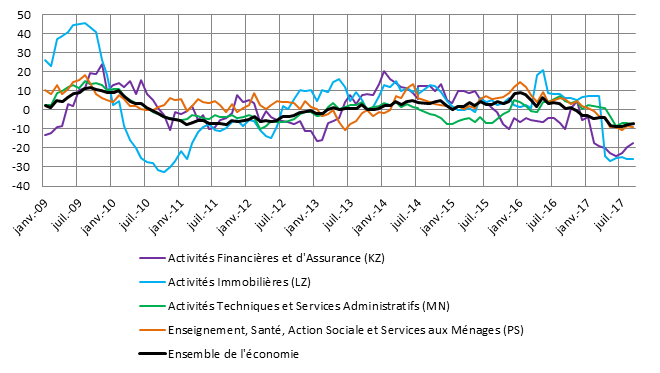 50
40
30
20
10
0
-10
-20
-30
-40
janv.-09
juil.-09
janv.-10
juil.-10
janv.-11
juil.-11
janv.-12
juil.-12
janv.-13
juil.-13
janv.-14
juil.-14
janv.-15
juil.-15
janv.-16
juil.-16
janv.-17
juil.-17
Activités Financières et d'Assurance (KZ)
Activités Immobilières (LZ)
Activités Techniques et Services Administratifs (MN)
Enseignement, Santé, Action Sociale et Services aux Ménages (PS)
Ensemble de l'économie